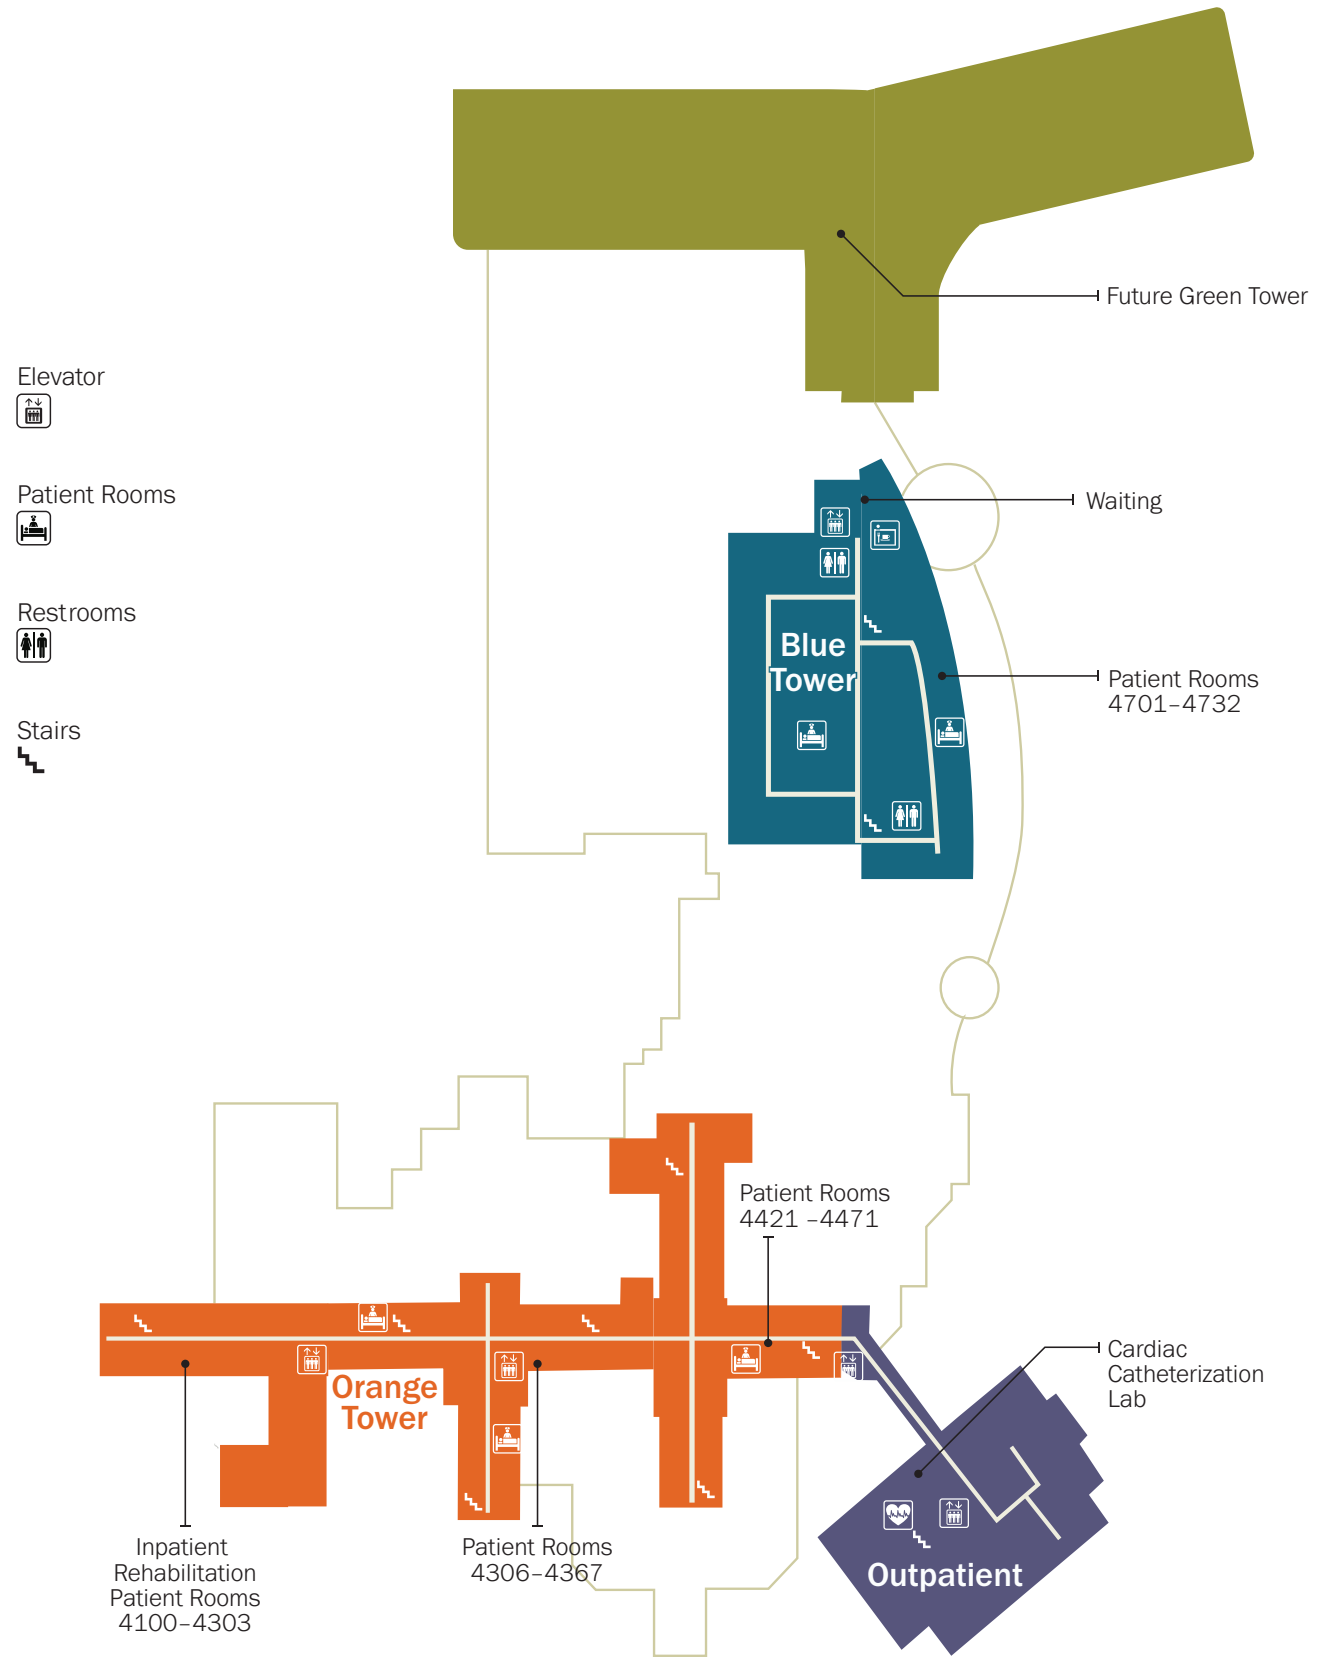 Future Green Tower
Elevator
Patient Rooms
Restrooms
Stairs
Waiting
Blue
Tower
Patient Rooms
4701–4732
Patient Rooms
4421 –4471
Orange
Tower
Cardiac
Catheterization
Lab
Inpatient
Rehabilitation
Patient Rooms
4100–4303
Patient Rooms
4306–4367
Outpatient